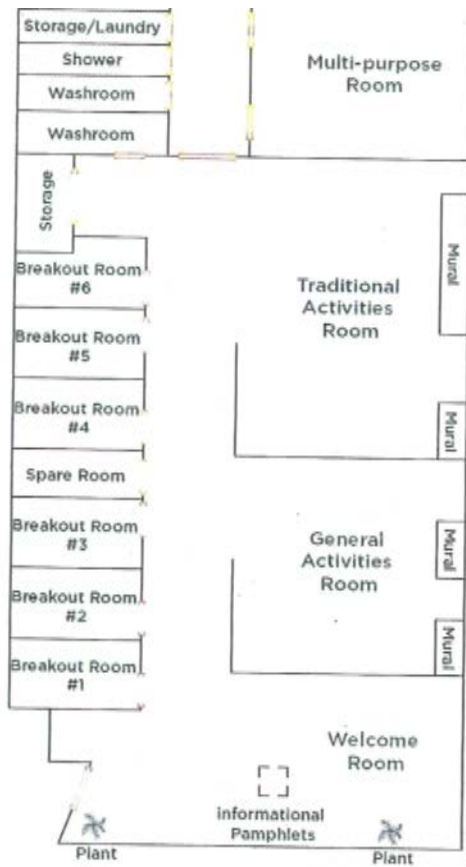 Storage/Laundry
Shower
Washroom
Washroom
Multi-purpose
Room
Storage
Breakout Room
#6
Breakout Room
#5
Breakout Room
#4
Spare Room
Breakout Room
#3
Breakout Room
#2
Breakout Room
#1
Traditional
Activities
Room
Mural
Mural
General
Activities
Room
Mural
Mural
Welcome
Room
informational
Pamphlets
Plant
Plant